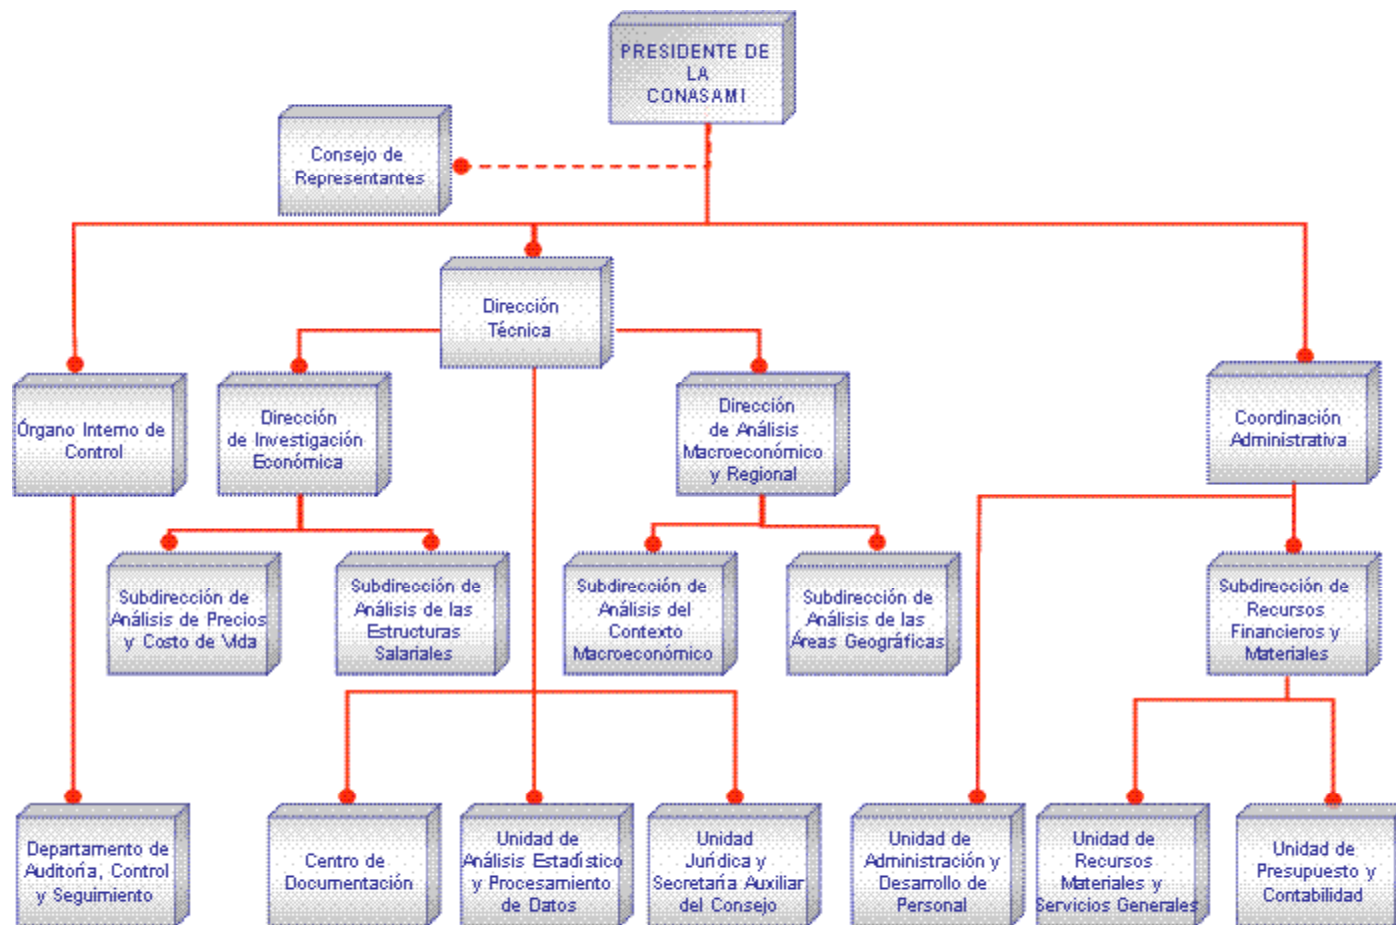 PRESIDENTE DE
LA
CONASAMI
Consejo de
Representantes
Dirección
Técnica
Órgano Interno de
Control
Dirección
de Investigación
Económica
Dirección
de Análisis
Macroeconómico
y Regional
Coordinación
Administrativa
Subdirección de
Análisis de Precios
y Costo de Vida
Subdirección de
Análisis de las
Estructuras
Salariales
Subdirección de
Análisis del
Contexto
Macroeconómico
Subdirección de
Análisis de las
Áreas Geográficas
Subdirección de
Recursos
Financieros y
Materiales
Departamento de
Auditoría, Control
y Seguimiento
Centro de
Documentación
Unidad de
Análisis Estadístico
y Procesamiento
de Datos
Unidad
Jurídica y
Secretaría Auxiliar
del Consejo
Unidad de
Administración y
Desarrollo de
Personal
Unidad de
Recursos
Materiales y
Servicios Generales
Unidad de
Presupuesto y
Contabilidad